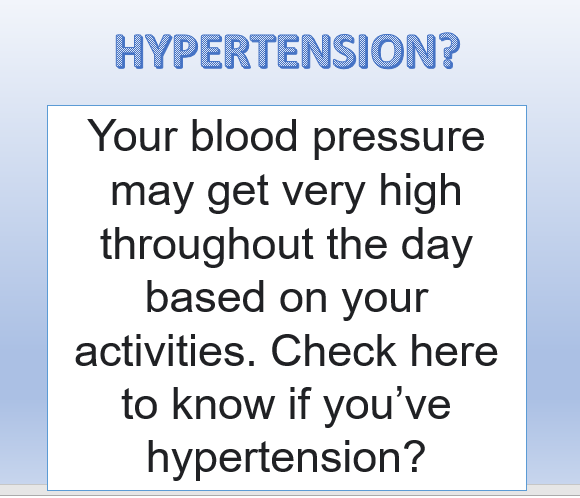 HYPERTENSION?
Your blood pressure
may get very high
throughout the day
based on your
activities. Check here
to know if you’ve
hypertension?